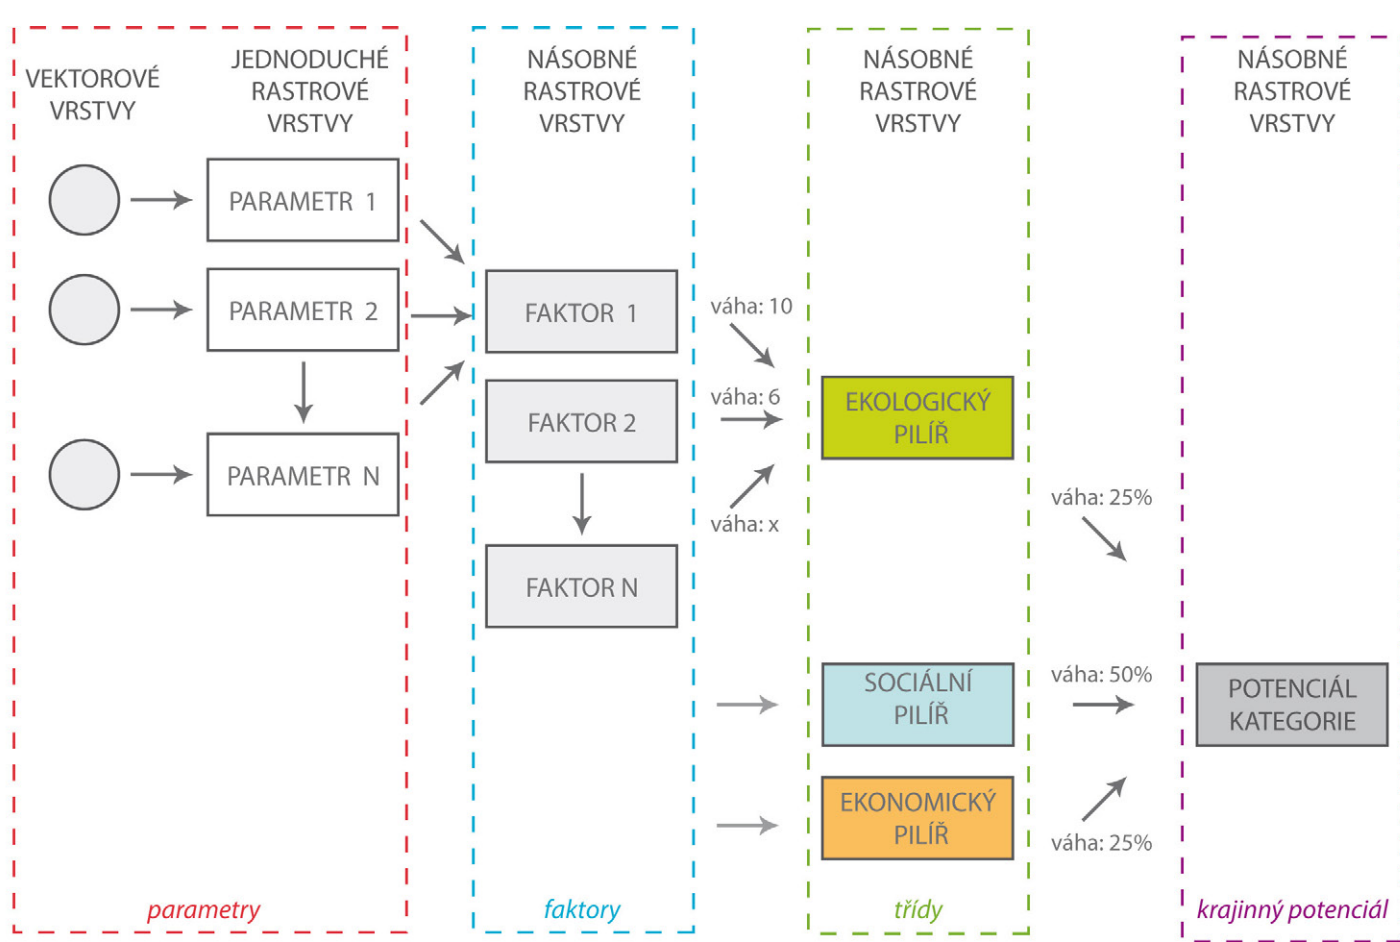 VEKTOROVÉ
VRSTVY
JEDNODUCHÉ
RASTROVÉ
VRSTVY
PARAMETR 1
PARAMETR 2
PARAMETR N
parametry
NÁSOBNÉ
RASTROVÉ
VRSTVY
FAKTOR 1
FAKTOR 2
FAKTOR N
faktory
váha: 10
váha: 6
váha: x
NÁSOBNÉ
RASTROVÉ
VRSTVY
EKOLOGICKÝ
PILÍŘ
SOCIÁLNÍ
PILÍŘ
EKONOMICKÝ
PILÍŘ
třídy
váha: 25%
váha: 50%
váha: 25%
NÁSOBNÉ
RASTROVÉ
VRSTVY
POTENCIÁL
KATEGORIE
krajinný potenciál